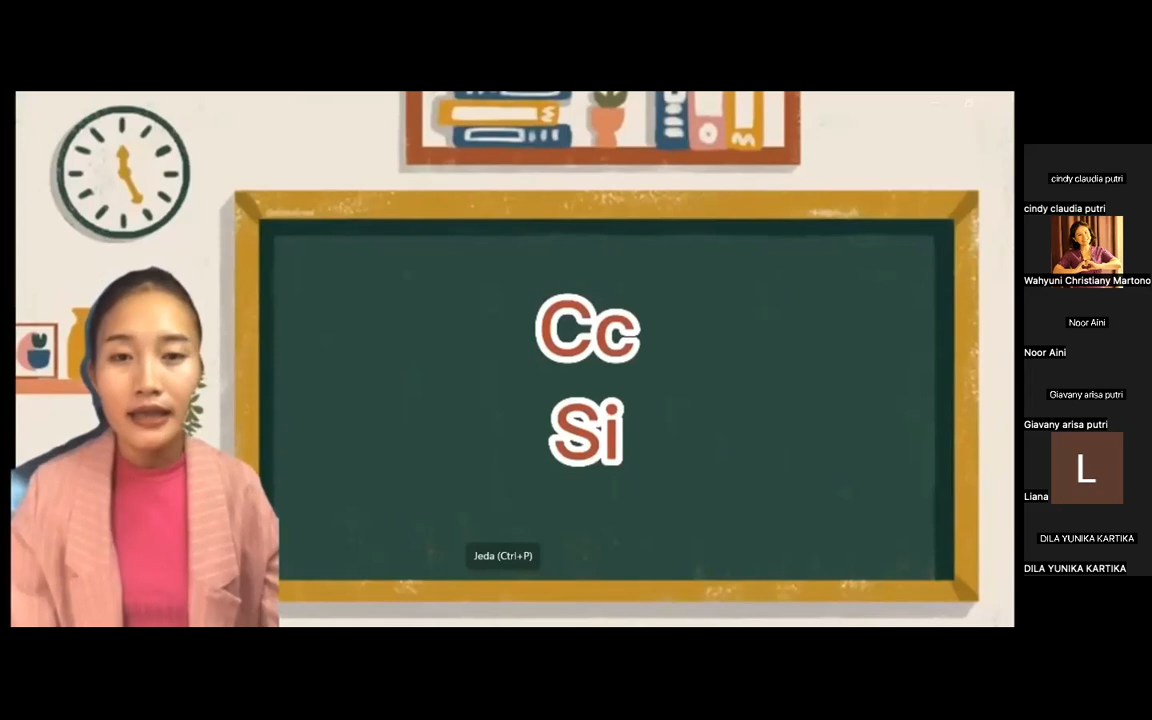 Cc
Si
Jeda (Ctrl+P)
cindy claudia putri
cindy claudia putri
Wahyuni Christiany Martono
Noor Aini
Noor Aini
Giavany arisa putri
Giavany arisa putri
L
Liana
DILA YUNIKA KARTIKA
DILA YUNIKA KARTIKA